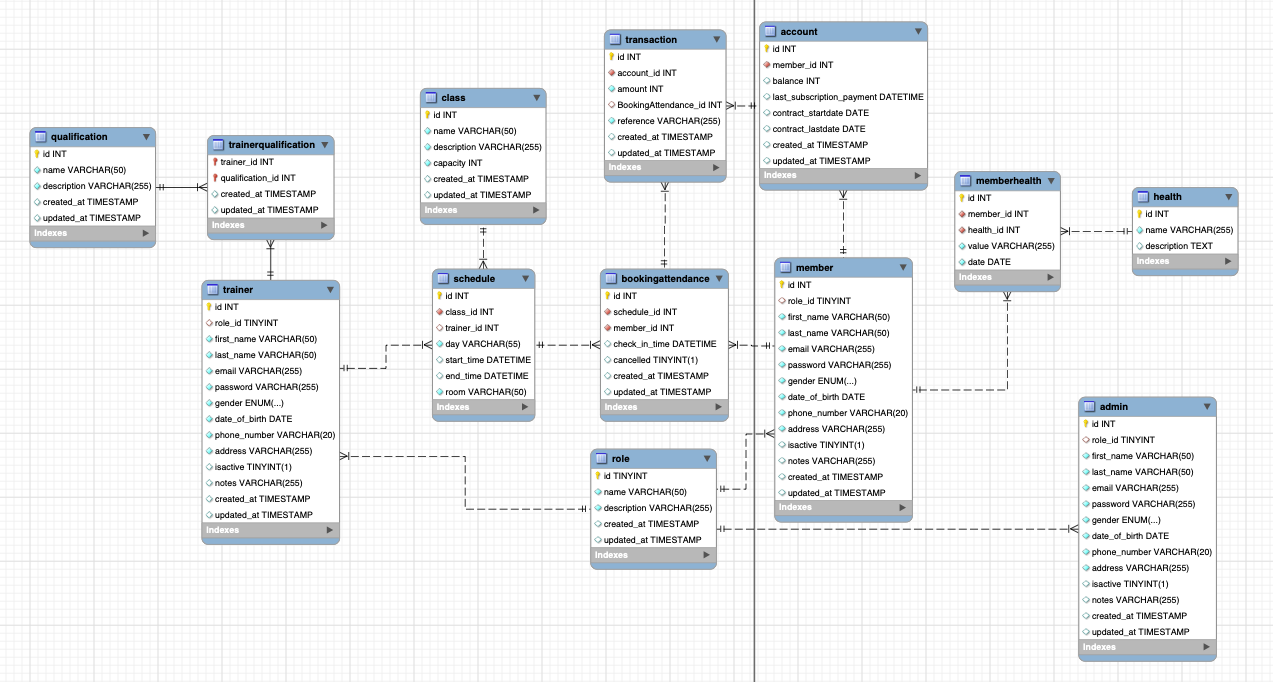 qualification
id INT
name VARCHAR(50)
description VARCHAR(255)
created_at TIMESTAMP
updated_at TIMESTAMP
Indexes
trainerqualification
trainer_id INT
qualification_id INT
created_at TIMESTAMP
updated_at TIMESTAMP
Indexes
trainer
id INT
role_id TINYINT
first_name VARCHAR(50)
last_name VARCHAR(50)
email VARCHAR(255)
password VARCHAR(255)
gender ENUM(...)
date_of_birth DATE
phone_number VARCHAR(20)
address VARCHAR(255)
isactive TINYINT(1)
notes VARCHAR(255)
created_at TIMESTAMP
updated_at TIMESTAMP
Indexes
class
id INT
name VARCHAR(50)
description VARCHAR(255)
capacity INT
created_at TIMESTAMP
updated_at TIMESTAMP
Indexes
schedule
id INT
class_id INT
trainer_id INT
day VARCHAR(55)
start_time DATETIME
end_time DATETIME
room VARCHAR(50)
Indexes
transaction
id INT
account_id INT
amount INT
BookingAttendance_id INT
reference VARCHAR(255)
created_at TIMESTAMP
updated_at TIMESTAMP
Indexes
bookingattendance
id INT
schedule_id INT
member_id INT
check_in_time DATETIME
cancelled TINYINT(1)
created_at TIMESTAMP
updated_at TIMESTAMP
Indexes
role
id TINYINT
name VARCHAR(50)
description VARCHAR(255)
created_at TIMESTAMP
updated_at TIMESTAMP
Indexes
account
id INT
member_id INT
balance INT
last_subscription_payment DATETIME
contract_startdate DATE
contract_lastdate DATE
created_at TIMESTAMP
updated_at TIMESTAMP
Indexes
member
id INT
role_id TINYINT
first_name VARCHAR(50)
last_name VARCHAR(50)
email VARCHAR(255)
password VARCHAR(255)
gender ENUM(...)
date_of_birth DATE
phone_number VARCHAR(20)
address VARCHAR(255)
isactive TINYINT(1)
notes VARCHAR(255)
created_at TIMESTAMP
updated_at TIMESTAMP
Indexes
memberhealth
id INT
member_id INT
health_id INT
value VARCHAR(255)
date DATE
Indexes
health
id INT
name VARCHAR(255)
description TEXT
Indexes
admin
id INT
role_id TINYINT
first_name VARCHAR(50)
last_name VARCHAR(50)
email VARCHAR(255)
password VARCHAR(255)
gender ENUM(...)
date_of_birth DATE
phone_number VARCHAR(20)
address VARCHAR(255)
isactive TINYINT(1)
notes VARCHAR(255)
created_at TIMESTAMP
updated_at TIMESTAMP
Indexes